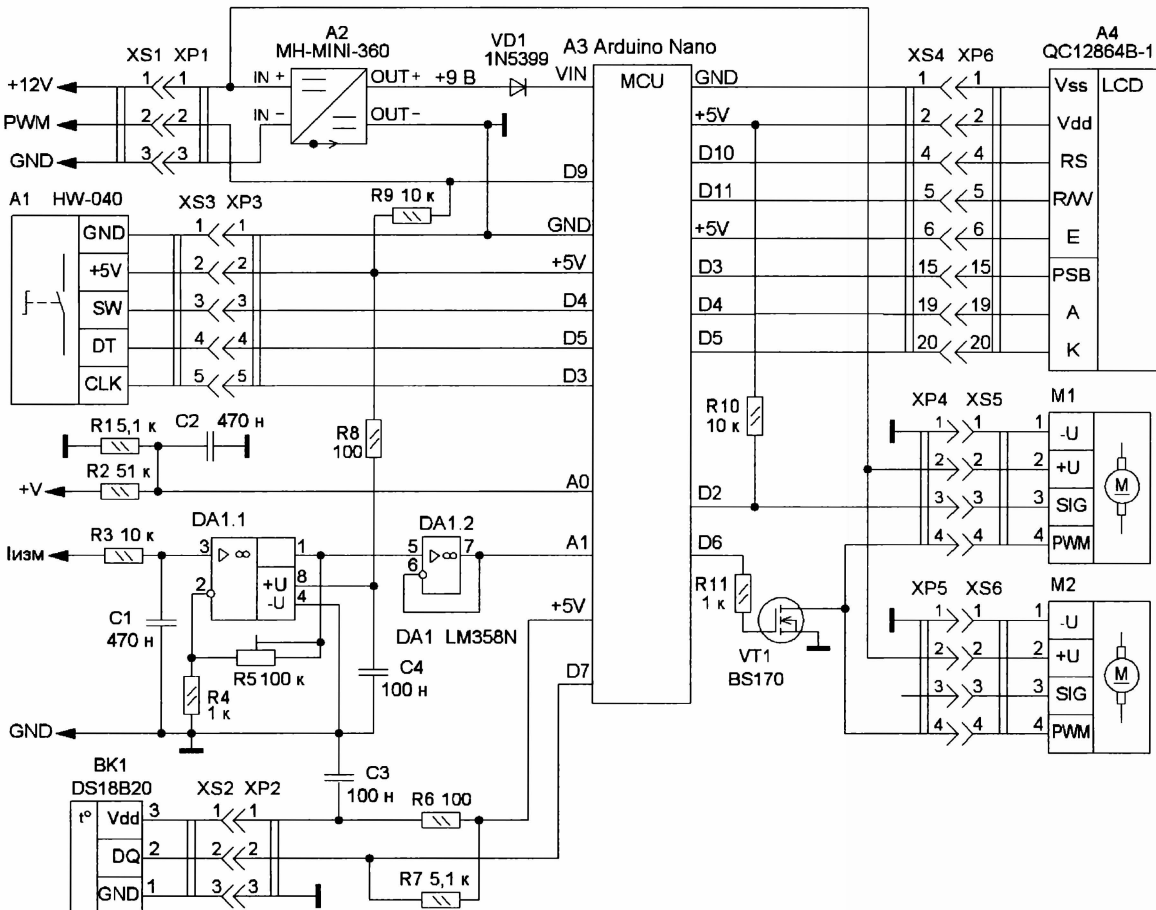 A2
MH-MINI-360
VD1
1N5399
A3 Arduino Nano
A4
QC12864B-1
XS1 XP1
XS4 XP6
+12V
1 1
IN + OUT+ +9 В
VIN
MCU
GND
1 1
Vss
LCD
PWM
2 2
IN – OUT–
+5V
2 2
Vdd
GND
3 3
D10
4 4
RS
A1 HW-040
XS3 XP3
R9 10 к
D9
D11
5 5
R/W
GND
1 1
GND
+5V
6 6
E
+5V
2 2
+5V
D3
15 15
PSB
SW
3 3
D4
D4
19 19
A
DT
4 4
D5
D5
20 20
K
CLK
5 5
D3
R1 5,1 к
C2 470 н
R8
100
R10
10 к
XP4 XS5
M1
1 1 1
-U
R2 51 к
2 2 2
+U
M
+V
A0
D2
3 3 3
SIG
4 4 4
PWM
Iизм
R3 10 к
DA1.1
3
▷ ∞
1
2
+U
8
-U
4
DA1.2
5
▷ ∞
7
6
A1
D6
R11
1 к
VT1
BS170
XP5 XS6
M2
1 1 1
-U
2 2 2
+U
M
3 3 3
SIG
4 4 4
PWM
C1
470 н
DA1 LM358N
+5V
R5 100 к
R4
1 к
C4
100 н
D7
GND
BK1
DS18B20
XS2 XP2
C3
100 н
R6 100
t°
Vdd
3
1 1
DQ
2
2 2
R7 5,1 к
GND
1
3 3